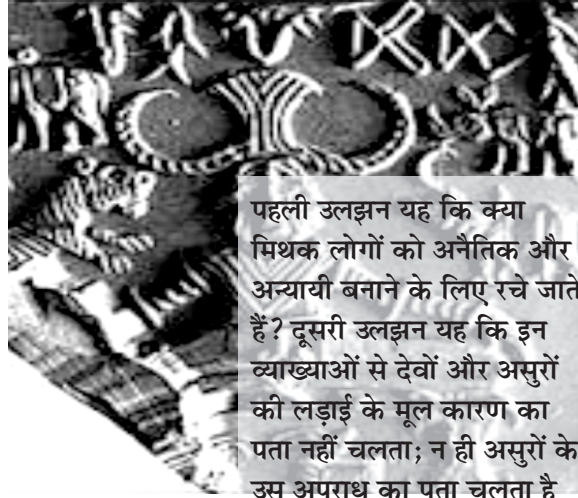 पहली उलझन यह कि क्या
मिथक लोगों को अनैतिक और
अन्यायी बनाने के लिए रचे जाते
हैं? दूसरी उलझन यह कि इन
व्याख्याओं से देवों और असुरों
की लड़ाई के मूल कारण का
पता नहीं चलता; न ही असुरों के
उस अपराध का पता चलता है